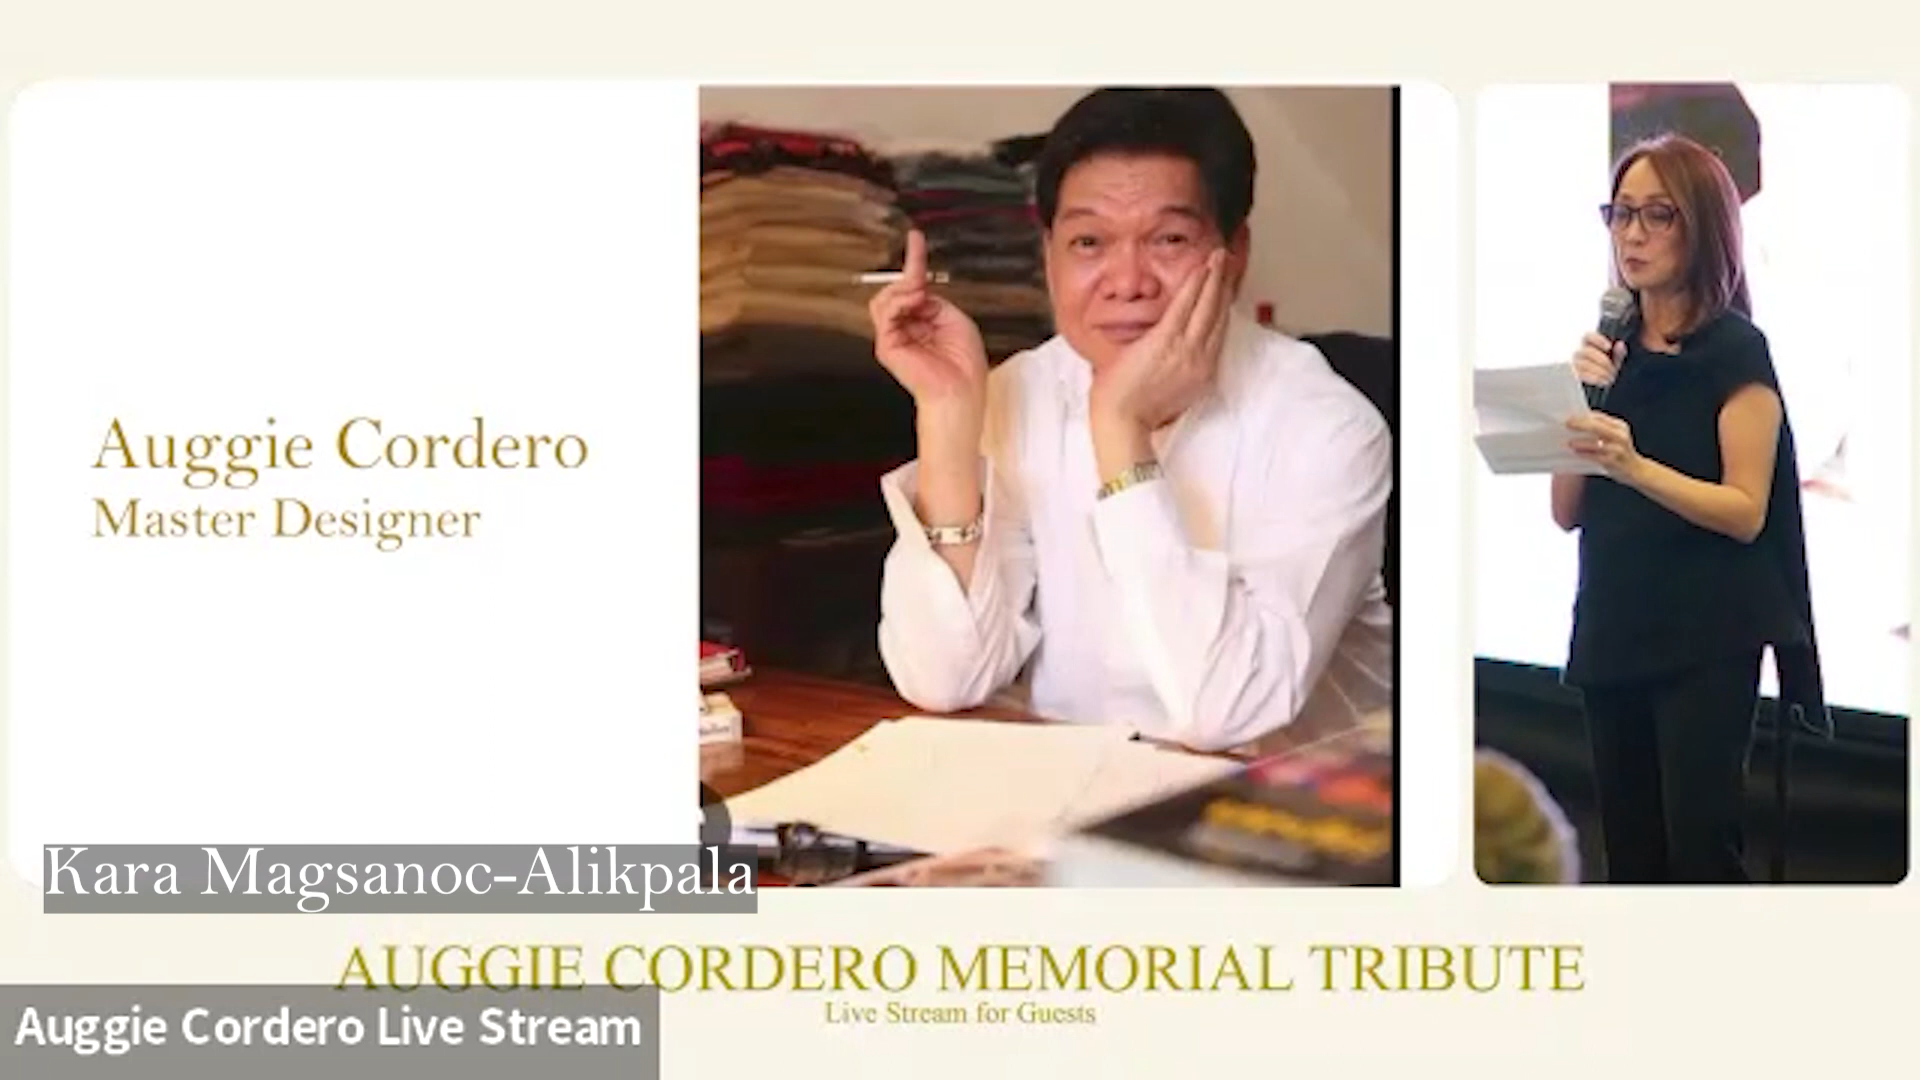 Auggie Cordero
Master Designer
Kara Magsanoc-Alikpala
AUGGIE CORDERO MEMORIAL TRIBUTE
Live Stream for Guests
Auggie Cordero Live Stream